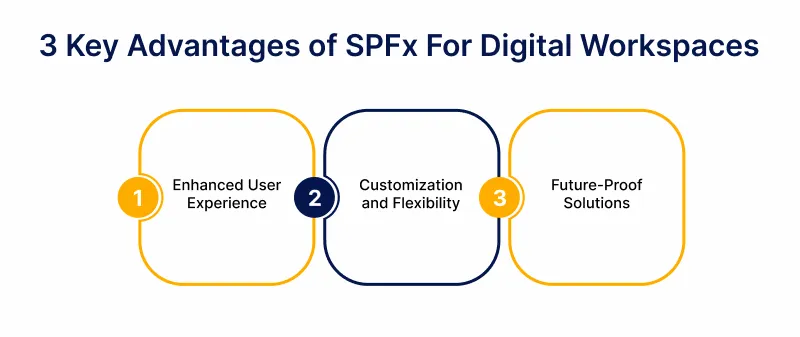 3 Key Advantages of SPFx For Digital Workspaces
1
Enhanced User
Experience
2
Customization
and Flexibility
3
Future-Proof
Solutions